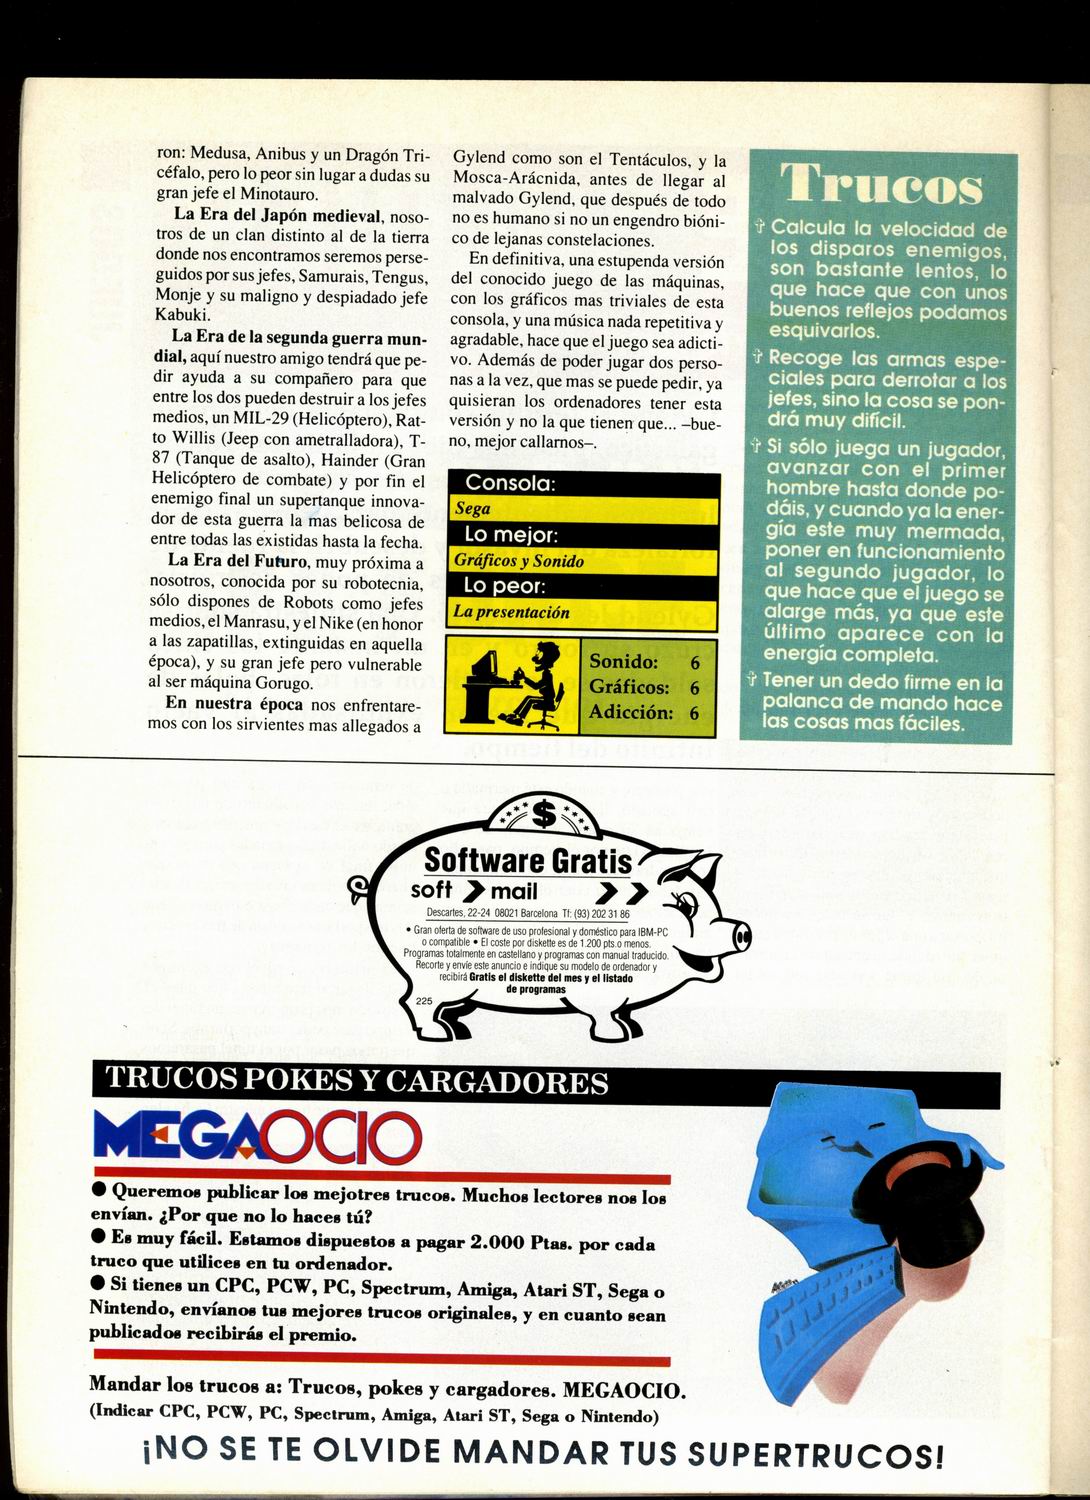 ron: Medusa, Anibus y un Dragón Tri-
céfalo, pero lo peor sin lugar a dudas su
gran jefe el Minotauro.
La Era del Japón medieval, noso-
tros de un clan distinto al de la tierra
donde nos encontramos seremos perse-
guidos por sus jefes, Samurais, Tengus,
Monje y su maligno y despiadado jefe
Kabuki.
La Era de la segunda guerra mun-
dial, aquí nuestro amigo tendrá que pe-
dir ayuda a su compañero para que
entre los dos pueden destruir a los jefes
medios, un MIL-29 (Helicóptero), Rat-
to Willis (Jeep con ametralladora), T-
87 (Tanque de asalto), Hainder (Gran
Helicóptero de combate) y por fin el
enemigo final un supertanque innova-
dor de esta guerra la mas belicosa de
entre todas las existidas hasta la fecha.
La Era del Futuro, muy próxima a
nosotros, conocida por su robotecnia,
sólo dispones de Robots como jefes
medios, el Manrasu, y el Nike (en honor
a las zapatillas, extinguidas en aquella
época), y su gran jefe pero vulnerable
al ser máquina Gorugo.
En nuestra época nos enfrentare-
mos con los sirvientes mas allegados a
Gylend como son el Tentáculos, y la
Mosca-Arácnida, antes de llegar al
malvado Gylend, que después de todo
no es humano si no un engendro bióni-
co de lejanas constelaciones.
En definitiva, una estupenda versión
del conocido juego de las máquinas,
con los gráficos mas triviales de esta
consola, y una música nada repetitiva y
agradable, hace que el juego sea adicti-
vo. Además de poder jugar dos perso-
nas a la vez, que mas se puede pedir, ya
quisieran los ordenadores tener esta
versión y no la que tienen que... –bue-
no, mejor callarnos–.
Consola:
Sega
Lo mejor:
Gráficos y Sonido
Lo peor:
La presentación
Sonido: 6
Gráficos: 6
Adicción: 6
Trucos
✞ Calcula la velocidad de
los disparos enemigos,
son bastante lentos, lo
que hace que con unos
buenos reflejos podamos
esquivarlos.
✞ Recoge las armas espe-
ciales para derrotar a los
jefes, sino la cosa se pon-
drá muy difícil.
✞ Si sólo juega un jugador,
avanzar con el primer
hombre hasta donde po-
dáis, y cuando ya la ener-
gía este muy mermada,
poner en funcionamiento
al segundo jugador, lo
que hace que el juego se
alargue más, ya que este
último aparece con la
energía completa.
✞ Tener un dedo firme en la
palanca de mando hace
las cosas mas fáciles.
$
Software Gratis
soft mail
Descartes, 22-24 08021 Barcelona Tf: (93) 202 31 86
• Gran oferta de software de uso profesional y doméstico para IBM-PC
o compatible • El coste por diskette es de 1.200 pts.o menos.
Programas totalmente en castellano y programas con manual traducido.
Recorte y envíe este anuncio e indique su modelo de ordenador y
recibirá Gratis el diskette del mes y el listado
de programas
225
TRUCOS POKES Y CARGADORES
MEGAOCIO
● Queremos publicar los mejotres trucos. Muchos lectores nos los
envían. ¿Por que no lo haces tú?
● Es muy fácil. Estamos dispuestos a pagar 2.000 Ptas. por cada
truco que utilices en tu ordenador.
● Si tienes un CPC, PCW, PC, Spectrum, Amiga, Atari ST, Sega o
Nintendo, envíanos tus mejores trucos originales, y en cuanto sean
publicados recibirás el premio.
Mandar los trucos a: Trucos, pokes y cargadores. MEGAOCIO.
(Indicar CPC, PCW, PC, Spectrum, Amiga, Atari ST, Sega o Nintendo)
¡NO SE TE OLVIDE MANDAR TUS SUPERTRUCOS!